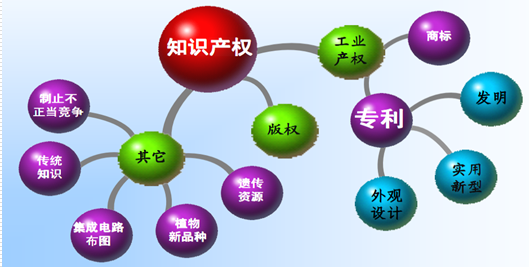 知识产权
工业
产权
商标
专利
发明
实用
新型
外观
设计
版权
其它
制止不
正当竞争
传统
知识
集成电路
布图
植物
新品种
遗传
资源